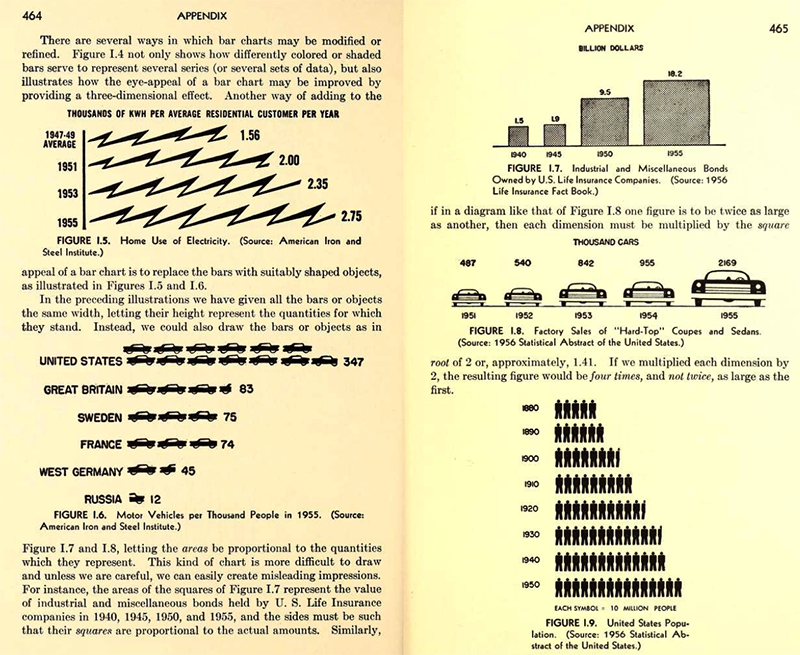 464
APPENDIX
There are several ways in which bar charts may be modified or
refined. Figure I.4 not only shows how differently colored or shaded
bars serve to represent several series (or several sets of data), but also
illustrates how the eye-appeal of a bar chart may be improved by
providing a three-dimensional effect. Another way of adding to the
THOUSANDS OF KWH PER AVERAGE RESIDENTIAL CUSTOMER PER YEAR
1947-49
AVERAGE 1.56
1951 2.00
1953 2.35
1955 2.75
FIGURE I.5. Home Use of Electricity. (Source: American Iron and
Steel Institute.)
appeal of a bar chart is to replace the bars with suitably shaped objects,
as illustrated in Figures I.5 and I.6.
In the preceding illustrations we have given all the bars or objects
the same width, letting their height represent the quantities for which
they stand. Instead, we could also draw the bars or objects as in
UNITED STATES 347
GREAT BRITAIN 83
SWEDEN 75
FRANCE 74
WEST GERMANY 45
RUSSIA 12
FIGURE I.6. Motor Vehicles per Thousand People in 1955. (Source:
American Iron and Steel Institute.)
Figure I.7 and I.8, letting the areas be proportional to the quantities
which they represent. This kind of chart is more difficult to draw
and unless we are careful, we can easily create misleading impressions.
For instance, the areas of the squares of Figure I.7 represent the value
of industrial and miscellaneous bonds held by U. S. Life Insurance
companies in 1940, 1945, 1950, and 1955, and the sides must be such
that their squares are proportional to the actual amounts. Similarly,
APPENDIX
465
BILLION DOLLARS
1.5 1.9 9.5 18.2
1940 1945 1950 1955
FIGURE I.7. Industrial and Miscellaneous Bonds
Owned by U.S. Life Insurance Companies. (Source: 1956
Life Insurance Fact Book.)
if in a diagram like that of Figure I.8 one figure is to be twice as large
as another, then each dimension must be multiplied by the square
THOUSAND CARS
487 540 842 955 2169
1951 1952 1953 1954 1955
FIGURE I.8. Factory Sales of "Hard-Top" Coupes and Sedans.
(Source: 1956 Statistical Abstract of the United States.)
root of 2 or, approximately, 1.41. If we multiplied each dimension by
2, the resulting figure would be four times, and not twice, as large as the
first.
1880
1890
1900
1910
1920
1930
1940
1950
EACH SYMBOL = 10 MILLION PEOPLE
FIGURE I.9. United States Popu-
lation. (Source: 1956 Statistical Ab-
stract of the United States.)